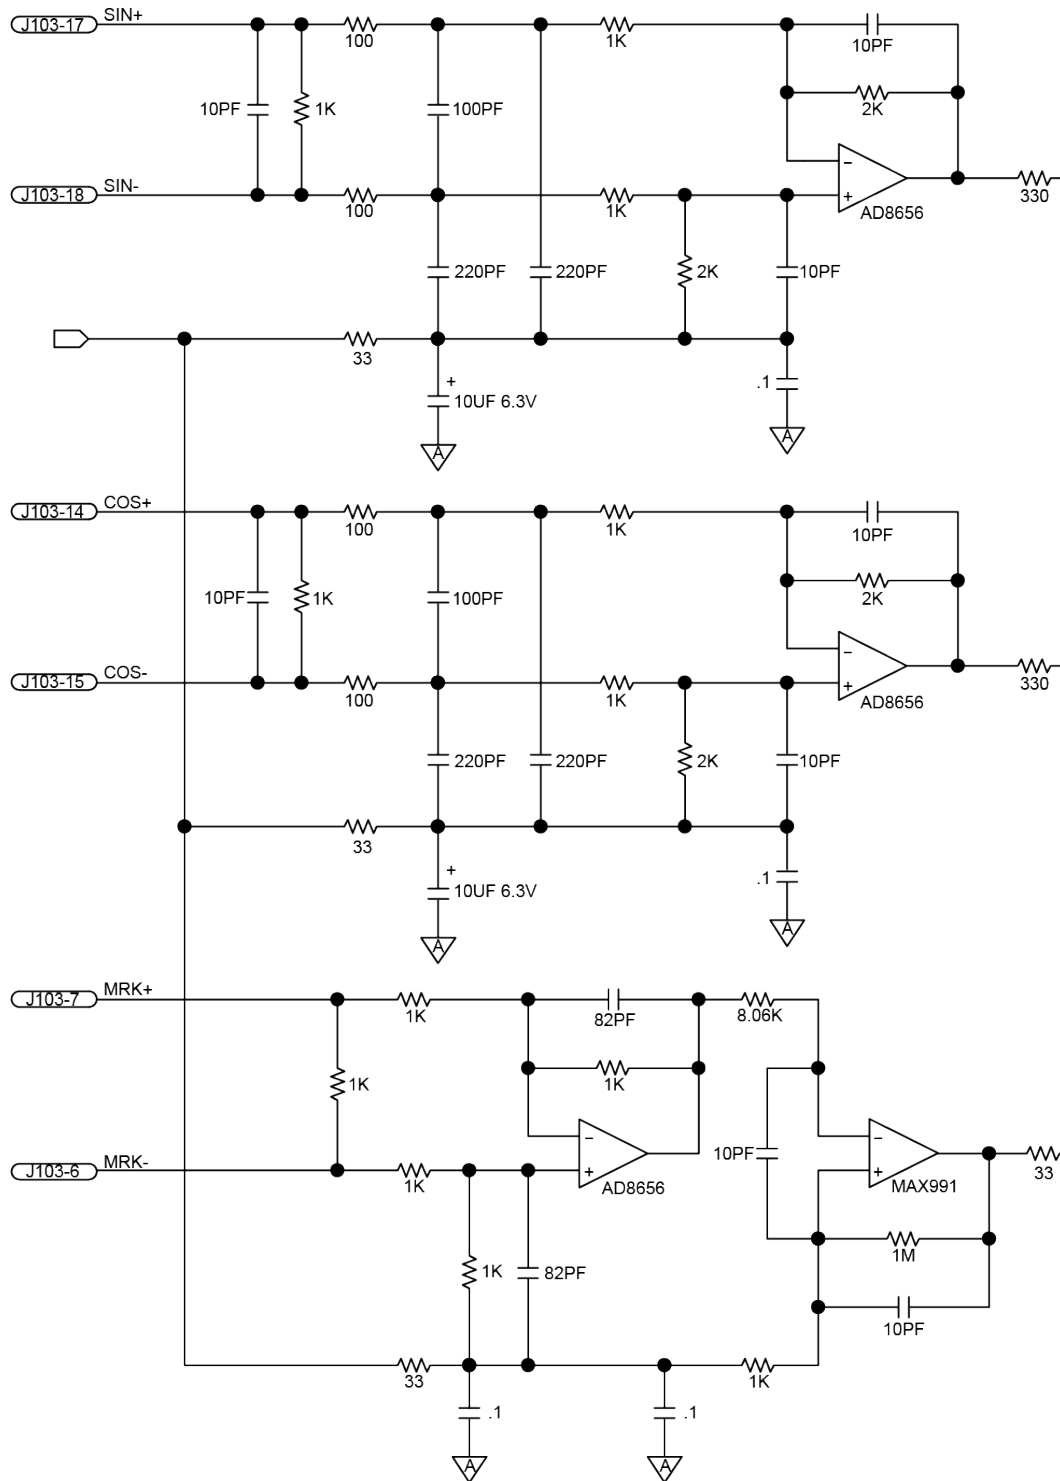 J103-17 SIN+
100
1K
10PF
10PF
1K
100PF
2K
J103-18 SIN-
100
1K
-
+
AD8656
330
220PF
220PF
2K
10PF
33
+
10UF 6.3V
.1
A
A
J103-14 COS+
100
1K
10PF
10PF
1K
100PF
2K
J103-15 COS-
100
1K
-
+
AD8656
330
220PF
220PF
2K
10PF
33
+
10UF 6.3V
.1
A
A
J103-7 MRK+
1K
82PF
8.06K
1K
1K
J103-6 MRK-
1K
-
+
AD8656
10PF
-
+
MAX991
33
1K
82PF
1M
10PF
33
1K
.1
.1
A
A